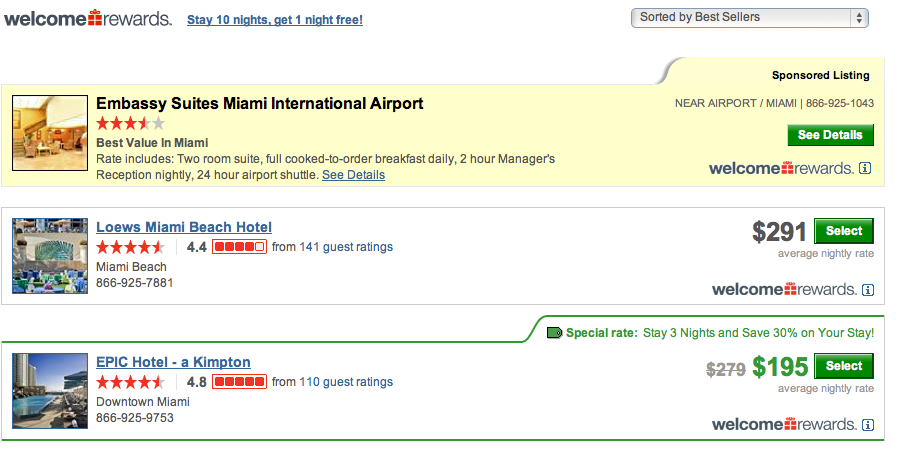 welcomerewards. Stay 10 nights, get 1 night free! Sorted by Best Sellers
Sponsored Listing
Embassy Suites Miami International Airport
NEAR AIRPORT / MIAMI | 866-925-1043
Best Value In Miami
See Details
Rate includes: Two room suite, full cooked-to-order breakfast daily, 2 hour Manager's
Reception nightly, 24 hour airport shuttle. See Details
welcomerewards. i
Loews Miami Beach Hotel
$291 Select
4.4 from 141 guest ratings
average nightly rate
Miami Beach
866-925-7881
welcomerewards. i
Special rate: Stay 3 Nights and Save 30% on Your Stay!
EPIC Hotel - a Kimpton
$279 $195 Select
4.8 from 110 guest ratings
average nightly rate
Downtown Miami
866-925-9753
welcomerewards. i